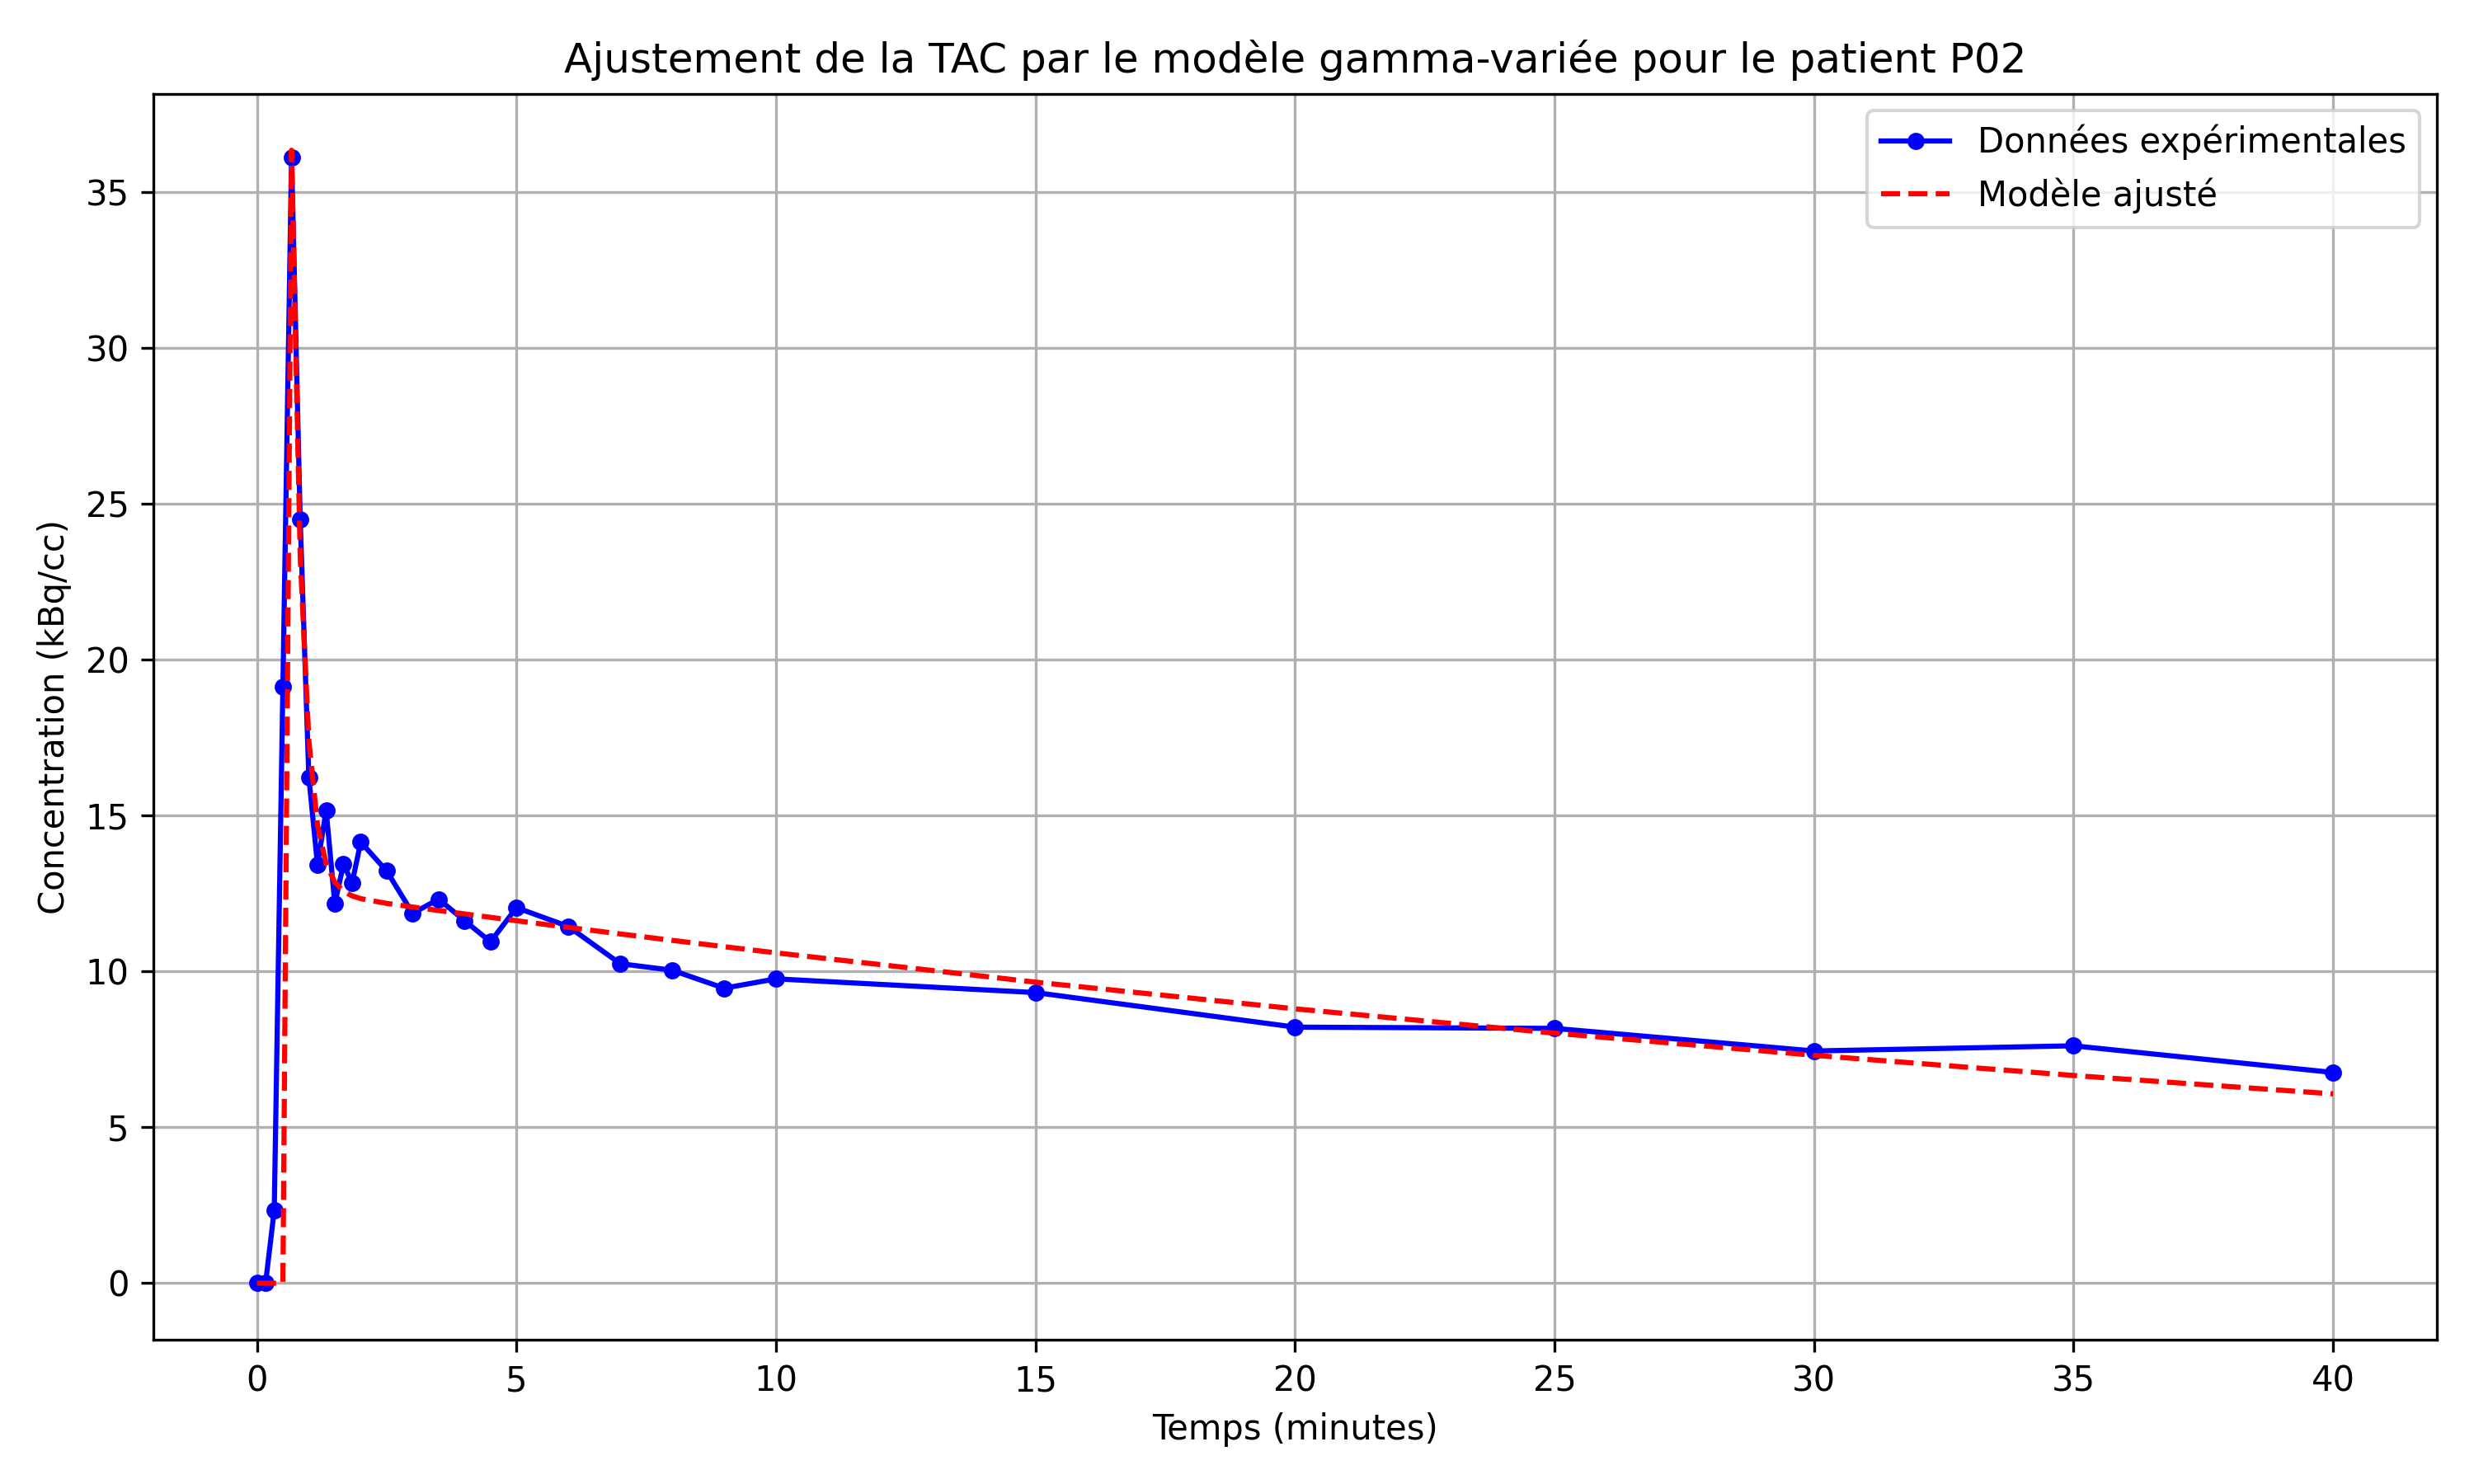 Ajustement de la TAC par le modèle gamma-variée pour le patient P02
Données expérimentales
Modèle ajusté
Concentration (kBq/cc)
35
30
25
20
15
10
5
0
0 5 10 15 20 25 30 35 40
Temps (minutes)